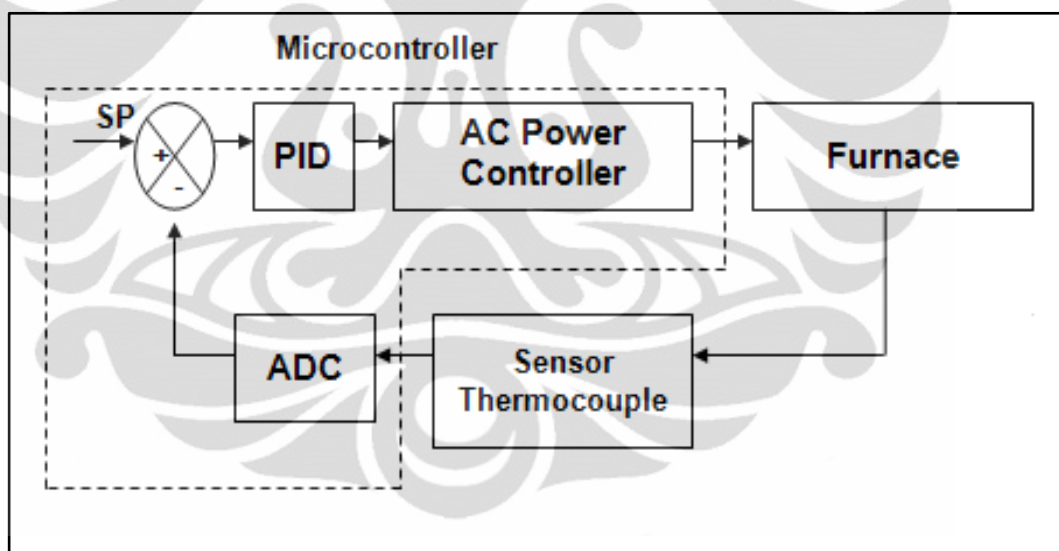 Microcontroller
SP
+
-
PID
AC Power
Controller
Furnace
ADC
Sensor
Thermocouple